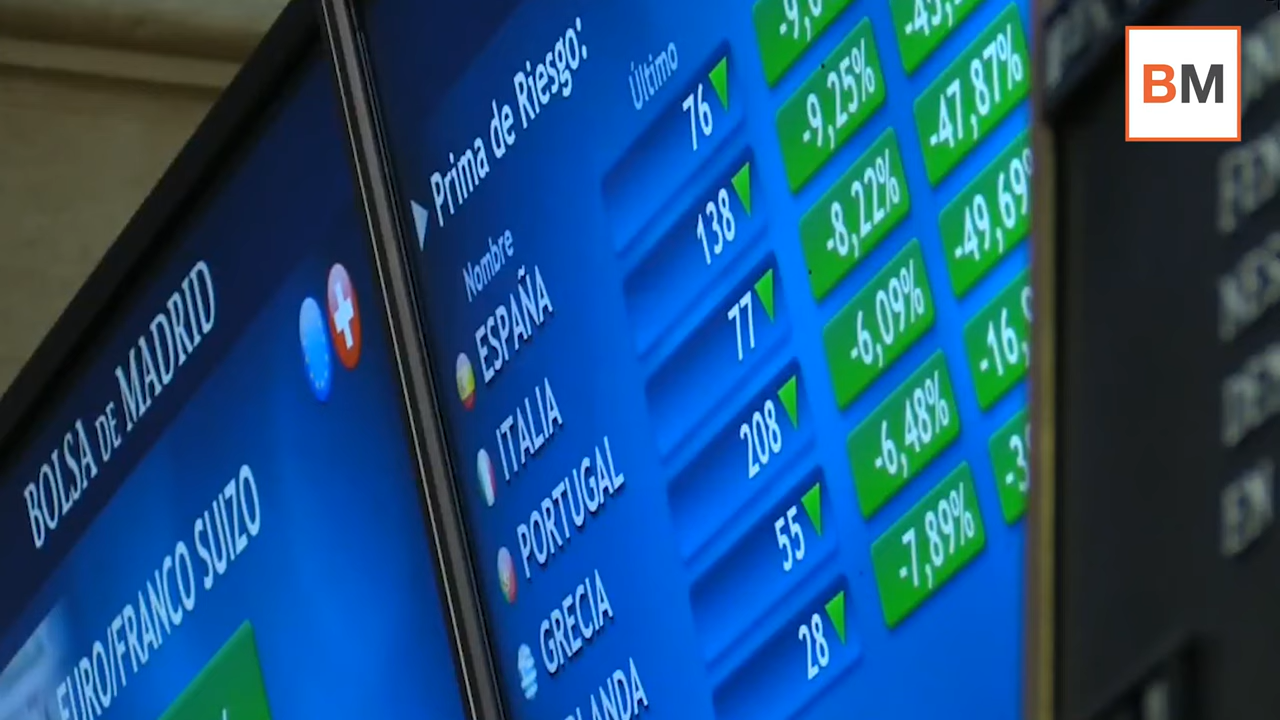 BM
BOLSA DE MADRID
EURO/FRANCO SUIZO
Prima de Riesgo:
Nombre Último
ESPAÑA 76
ITALIA 138 -9,25% -47,87%
PORTUGAL 77 -8,22% -49,69%
GRECIA 208 -6,09% -16,
55 -6,48% -3
28 -7,89%